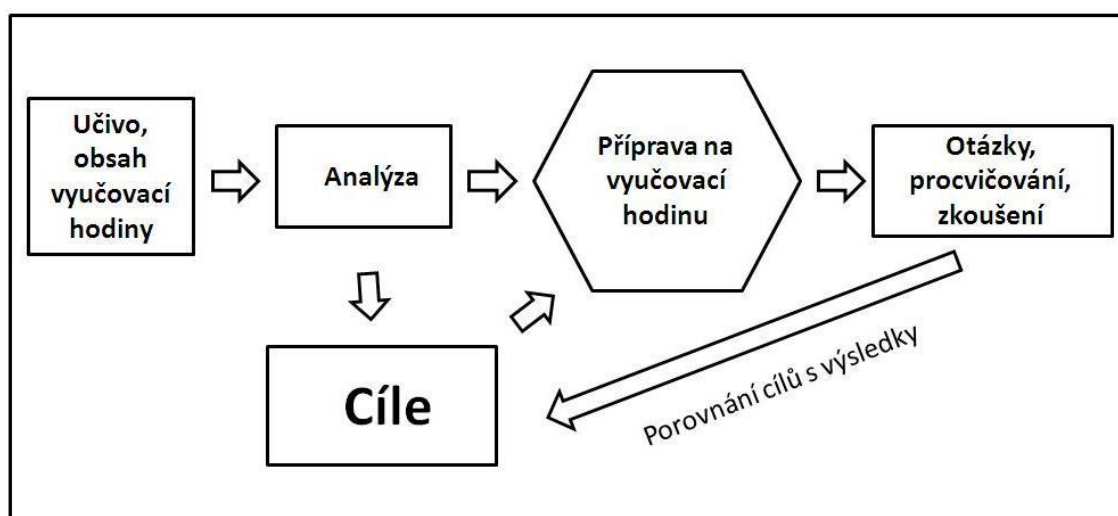 Učivo,
obsah
vyučovací
hodiny
Analýza
Příprava na
vyučovací
hodinu
Otázky,
procvičování,
zkoušení
Cíle
Porovnání cílů s výsledky